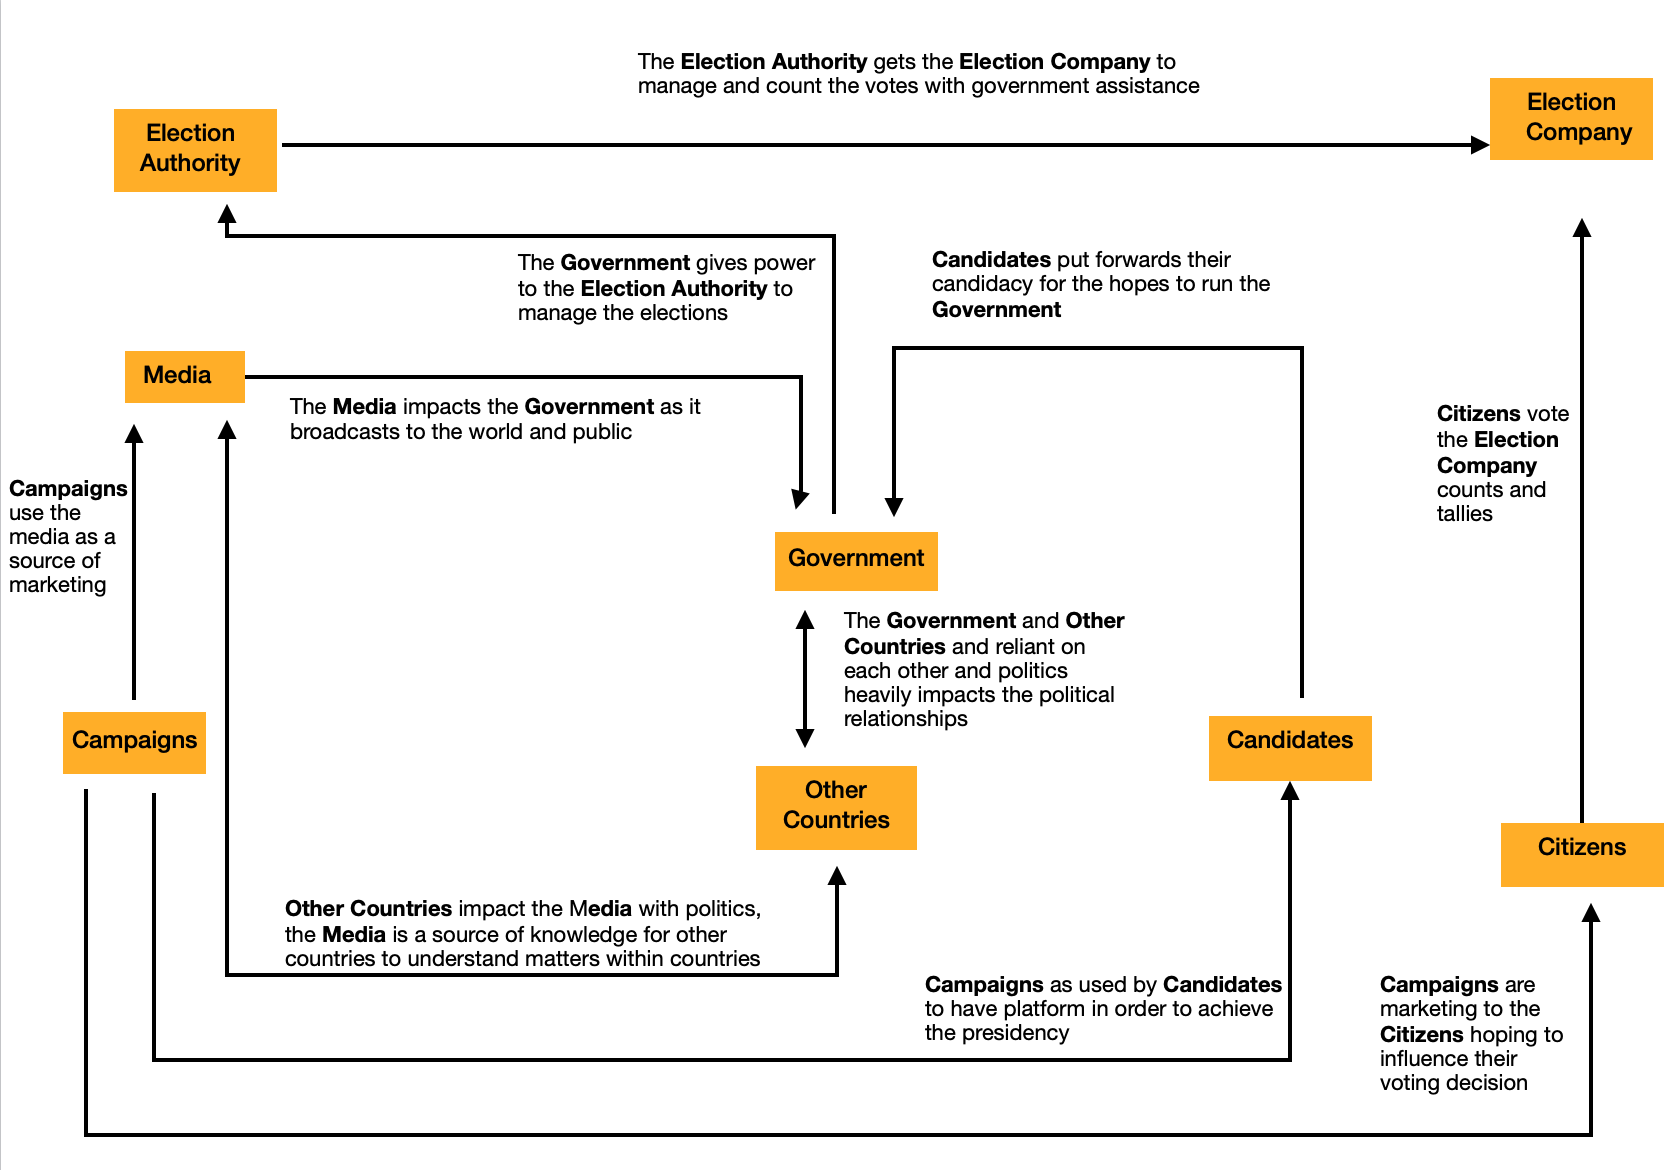 The Election Authority gets the Election Company to
manage and count the votes with government assistance
Election
Authority
Election
Company
The Government gives power
to the Election Authority to
manage the elections
Candidates put forwards their
candidacy for the hopes to run the
Government
Media
The Media impacts the Government as it
broadcasts to the world and public
Citizens vote
the Election
Company
counts and
tallies
Campaigns
use the
media as a
source of
marketing
Government
The Government and Other
Countries and reliant on
each other and politics
heavily impacts the political
relationships
Campaigns
Candidates
Other
Countries
Citizens
Other Countries impact the Media with politics,
the Media is a source of knowledge for other
countries to understand matters within countries
Campaigns as used by Candidates
to have platform in order to achieve
the presidency
Campaigns are
marketing to the
Citizens hoping to
influence their
voting decision